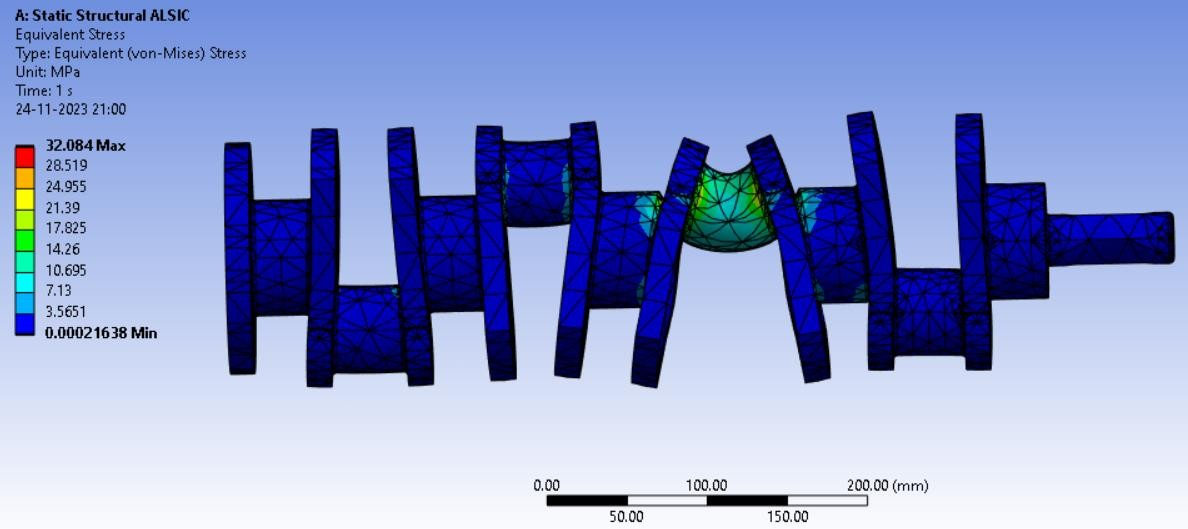 A: Static Structural ALSIC
Equivalent Stress
Type: Equivalent (von-Mises) Stress
Unit: MPa
Time: 1 s
24-11-2023 21:00
32.084 Max
28.519
24.955
21.39
17.825
14.26
10.695
7.13
3.5651
0.00021638 Min
0.00 100.00 200.00 (mm)
50.00 150.00